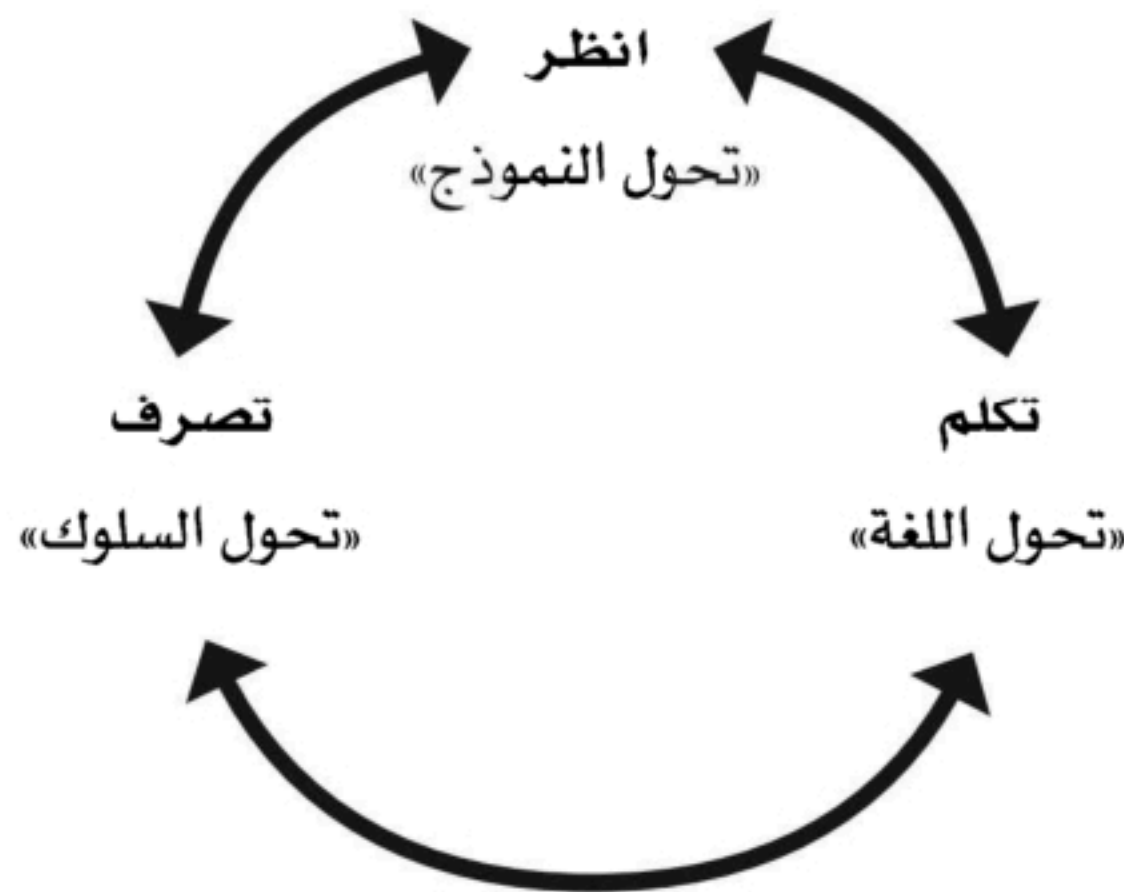 انظر
«تحول النموذج»
تكلم
«تحول اللغة»
تصرف
«تحول السلوك»